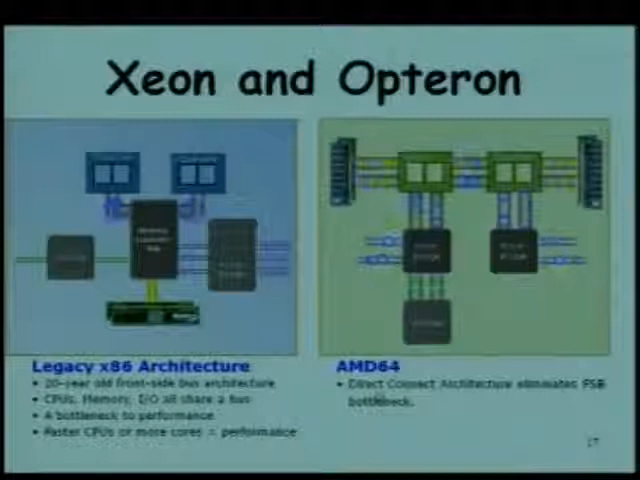 Xeon and Opteron
Legacy x86 Architecture
• 20-year old front-side bus architecture
• CPUs, Memory, I/O all share a bus
• A bottleneck to performance
• Faster CPUs or more cores = performance
AMD64
• Direct Connect Architecture eliminates FSB
bottleneck.
17